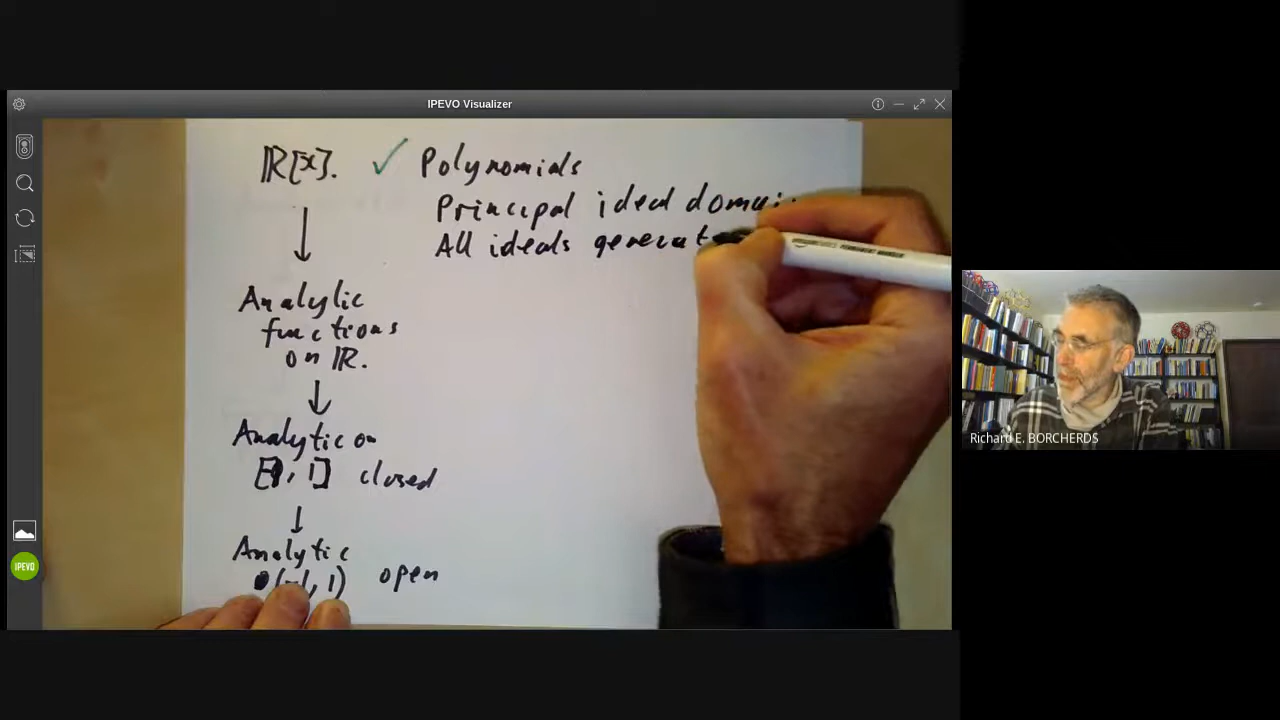 IPEVO Visualizer
ℝ[x]. ✓ Polynomials
Principal ideal domai
All ideals generat
↓
Analytic
functions
on ℝ.
↓
Analytic on
[ , 1] closed
↓
Analytic
(-1, 1) open
IPEVO
Richard E. BORCHERDS